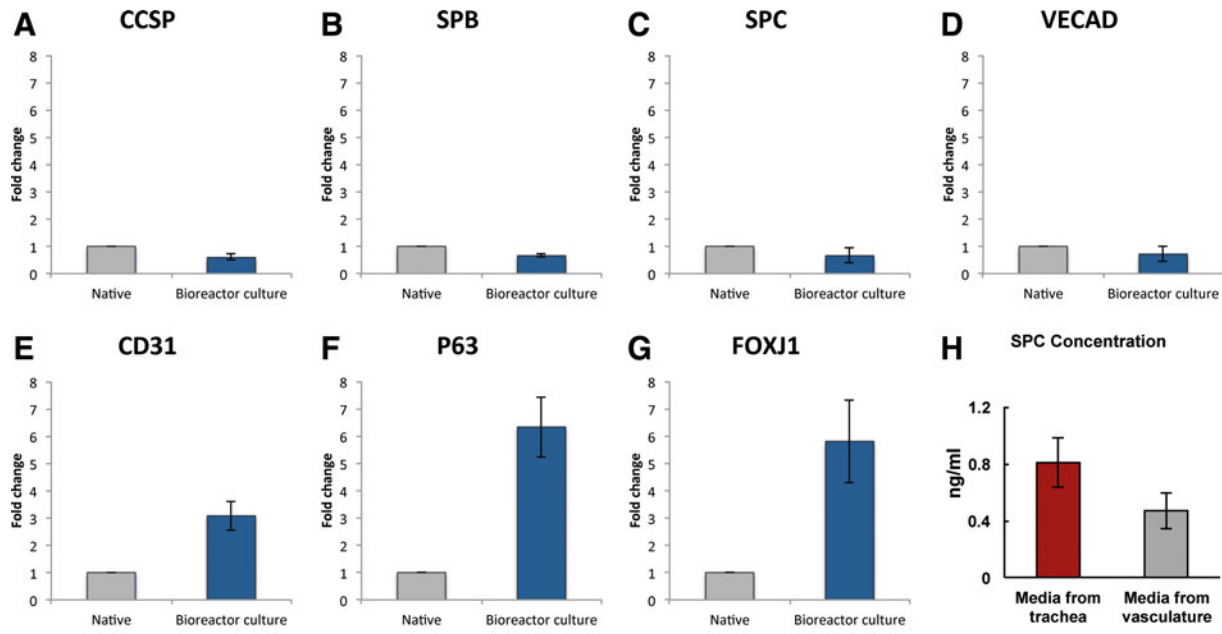 A CCSP
8
7
6
5
4
3
2
1
0
Fold change
Native Bioreactor culture
B SPB
8
7
6
5
4
3
2
1
0
Fold change
Native Bioreactor culture
C SPC
8
7
6
5
4
3
2
1
0
Fold change
Native Bioreactor culture
D VECAD
8
7
6
5
4
3
2
1
0
Fold change
Native Bioreactor culture
E CD31
8
7
6
5
4
3
2
1
0
Fold change
Native Bioreactor culture
F P63
8
7
6
5
4
3
2
1
0
Fold change
Native Bioreactor culture
G FOXJ1
8
7
6
5
4
3
2
1
0
Fold change
Native Bioreactor culture
H SPC Concentration
1.2
0.8
0.4
0
ng/ml
Media from Media from
trachea vasculature